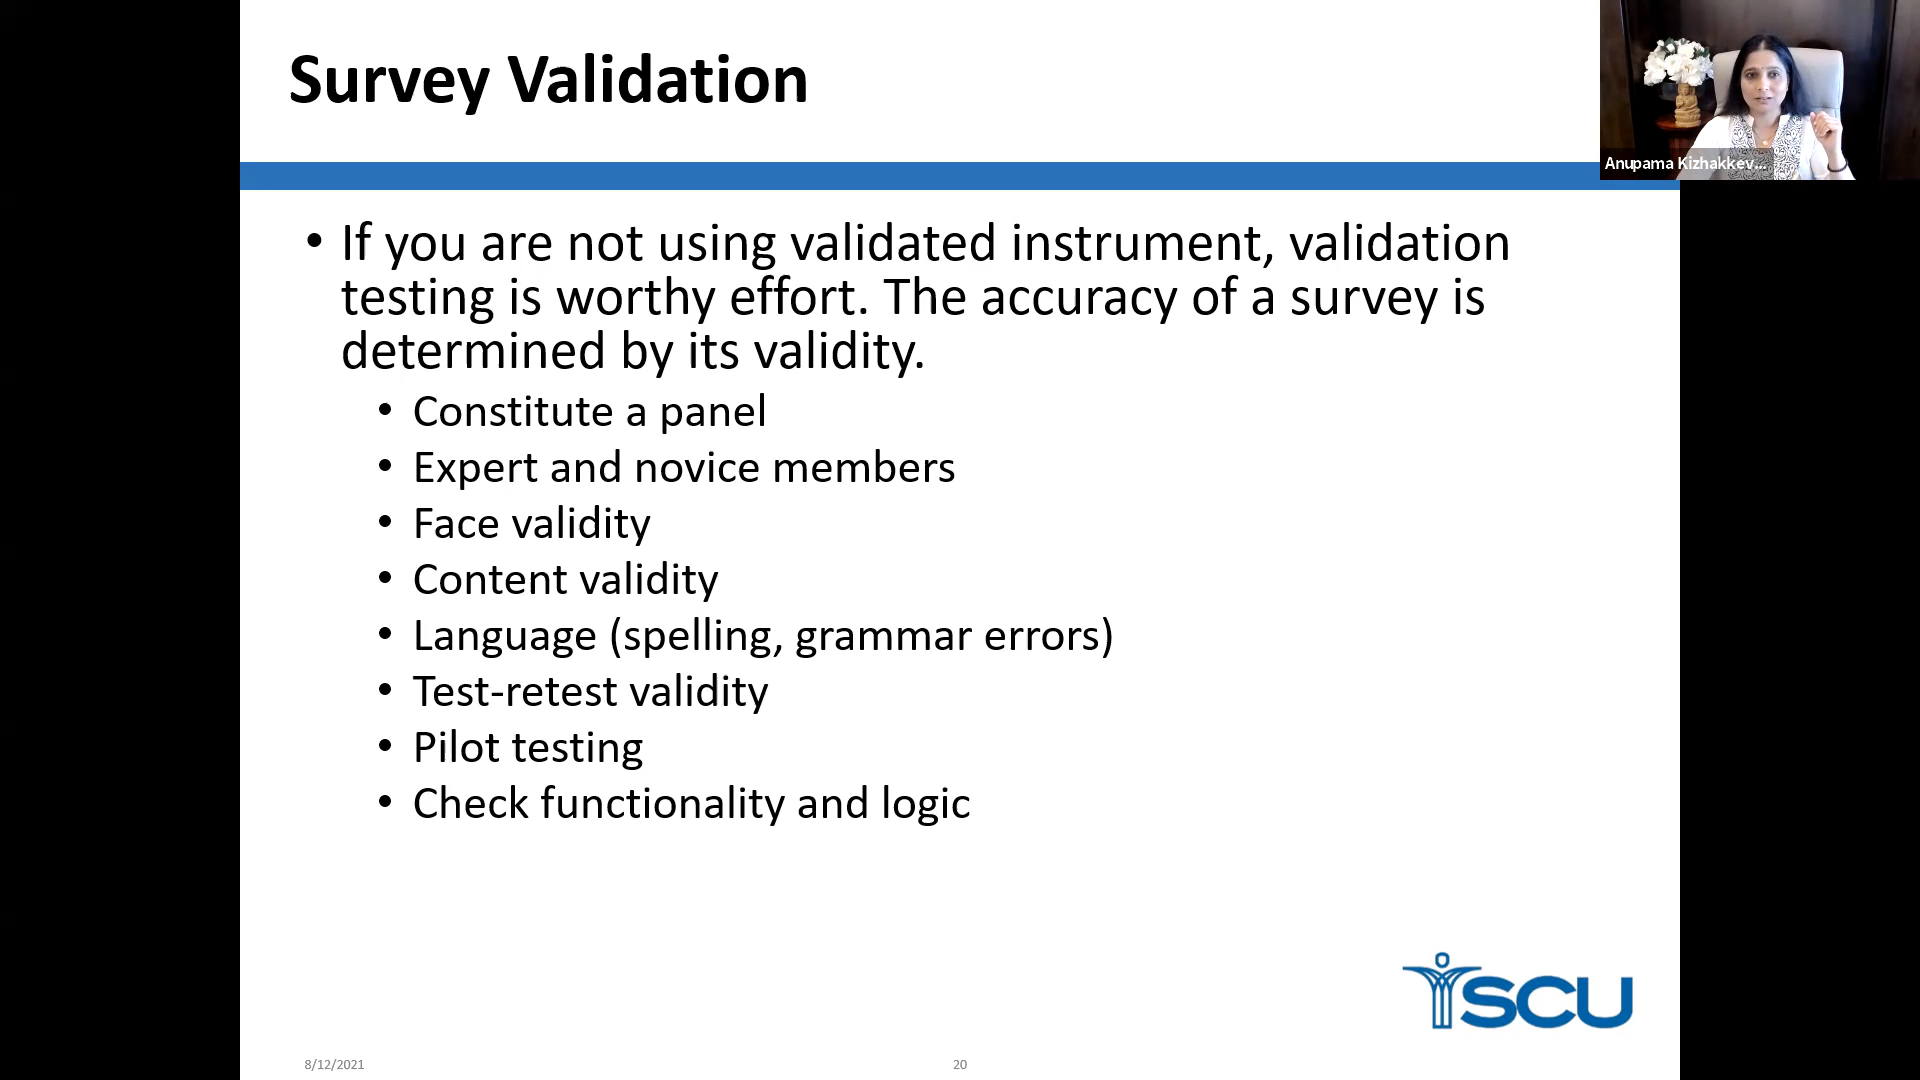 Survey Validation
Anupama Kizhakkev...
• If you are not using validated instrument, validation
testing is worthy effort. The accuracy of a survey is
determined by its validity.
• Constitute a panel
• Expert and novice members
• Face validity
• Content validity
• Language (spelling, grammar errors)
• Test-retest validity
• Pilot testing
• Check functionality and logic
SCU
8/12/2021
20